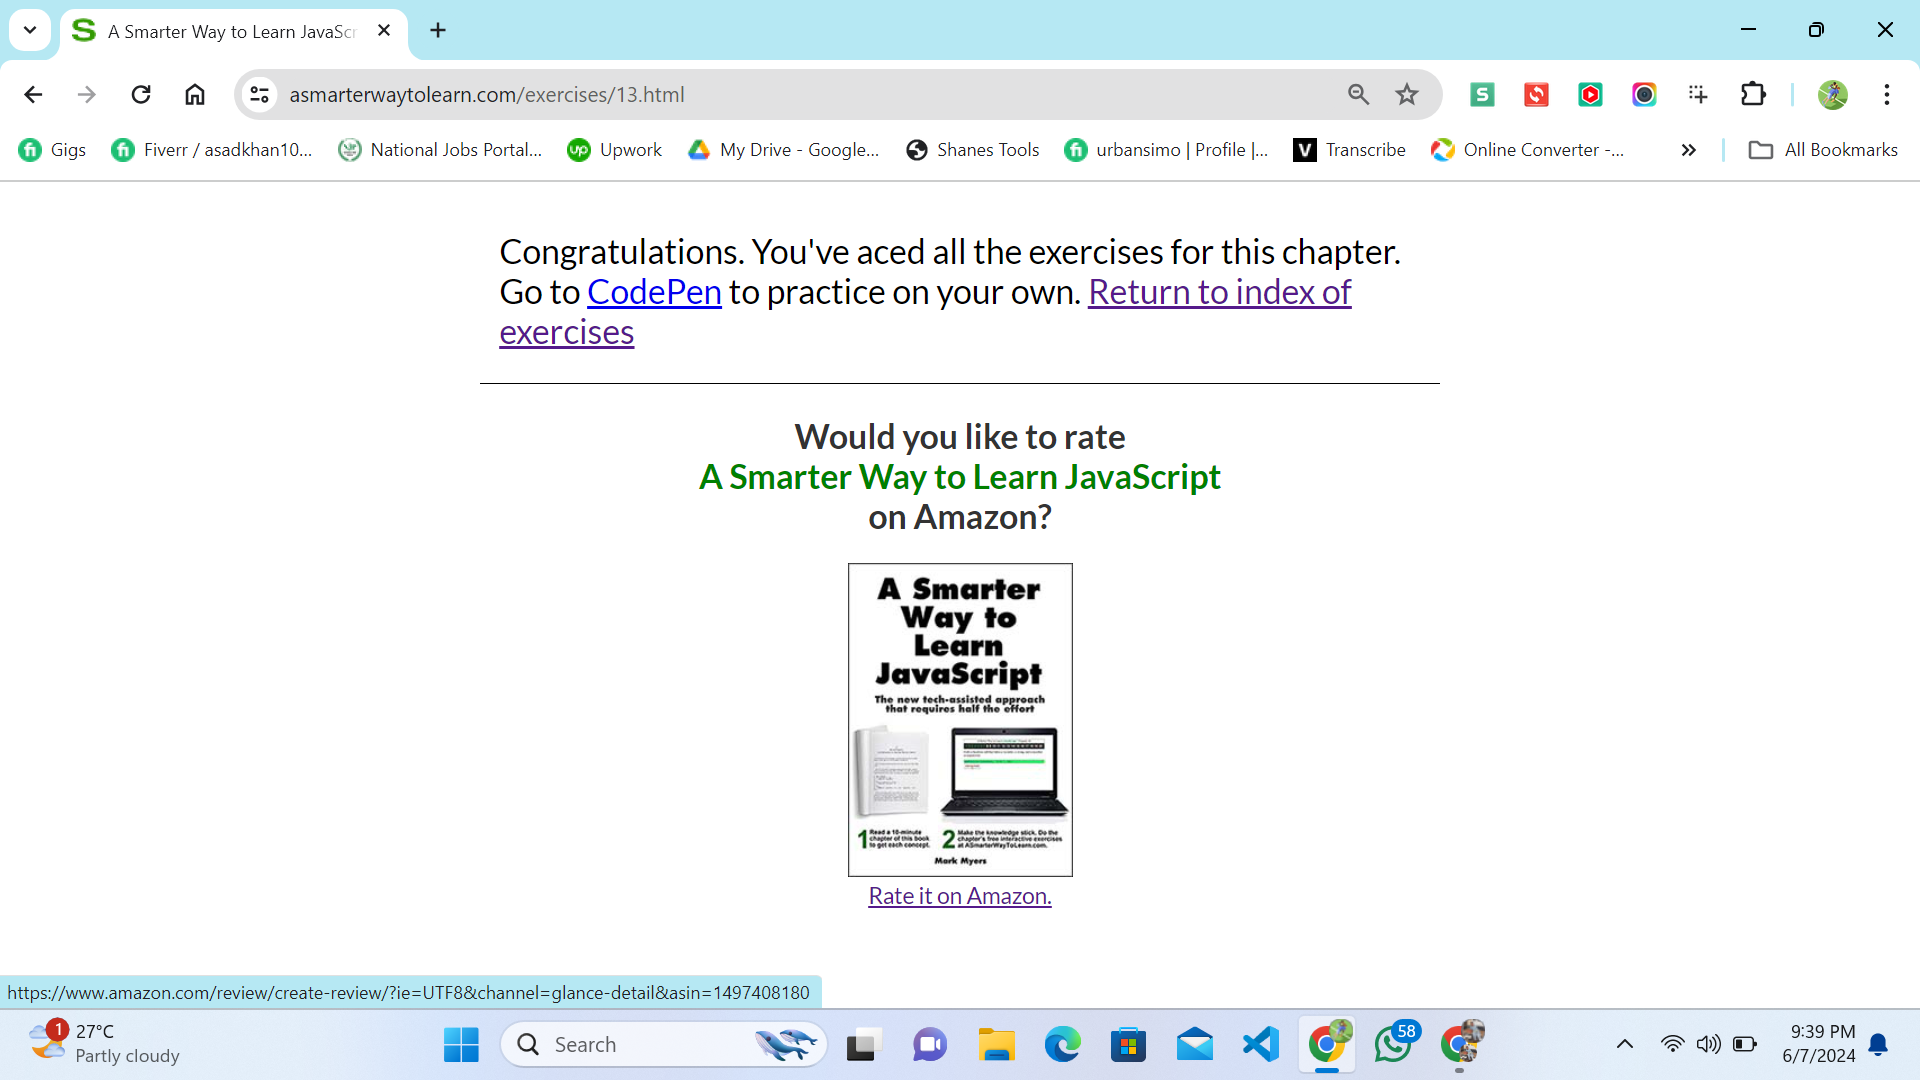 A Smarter Way to Learn JavaScr
asmarterwaytolearn.com/exercises/13.html
Gigs
Fiverr / asadkhan10...
National Jobs Portal...
Upwork
My Drive - Google...
Shanes Tools
urbansimo | Profile |...
Transcribe
Online Converter -...
All Bookmarks
Congratulations. You've aced all the exercises for this chapter.
Go to CodePen to practice on your own. Return to index of
exercises
Would you like to rate
A Smarter Way to Learn JavaScript
on Amazon?
A Smarter
Way to
Learn
JavaScript
The new tech-assisted approach
that requires half the effort
1 Read a 10-minute
chapter of this book
to get each concept.
2 Make the knowledge stick. Do the
chapter's free interactive exercises
at ASmarterWayToLearn.com.
Mark Myers
Rate it on Amazon.
https://www.amazon.com/review/create-review/?ie=UTF8&channel=glance-detail&asin=1497408180
1
27°C
Partly cloudy
Search
58
9:39 PM
6/7/2024